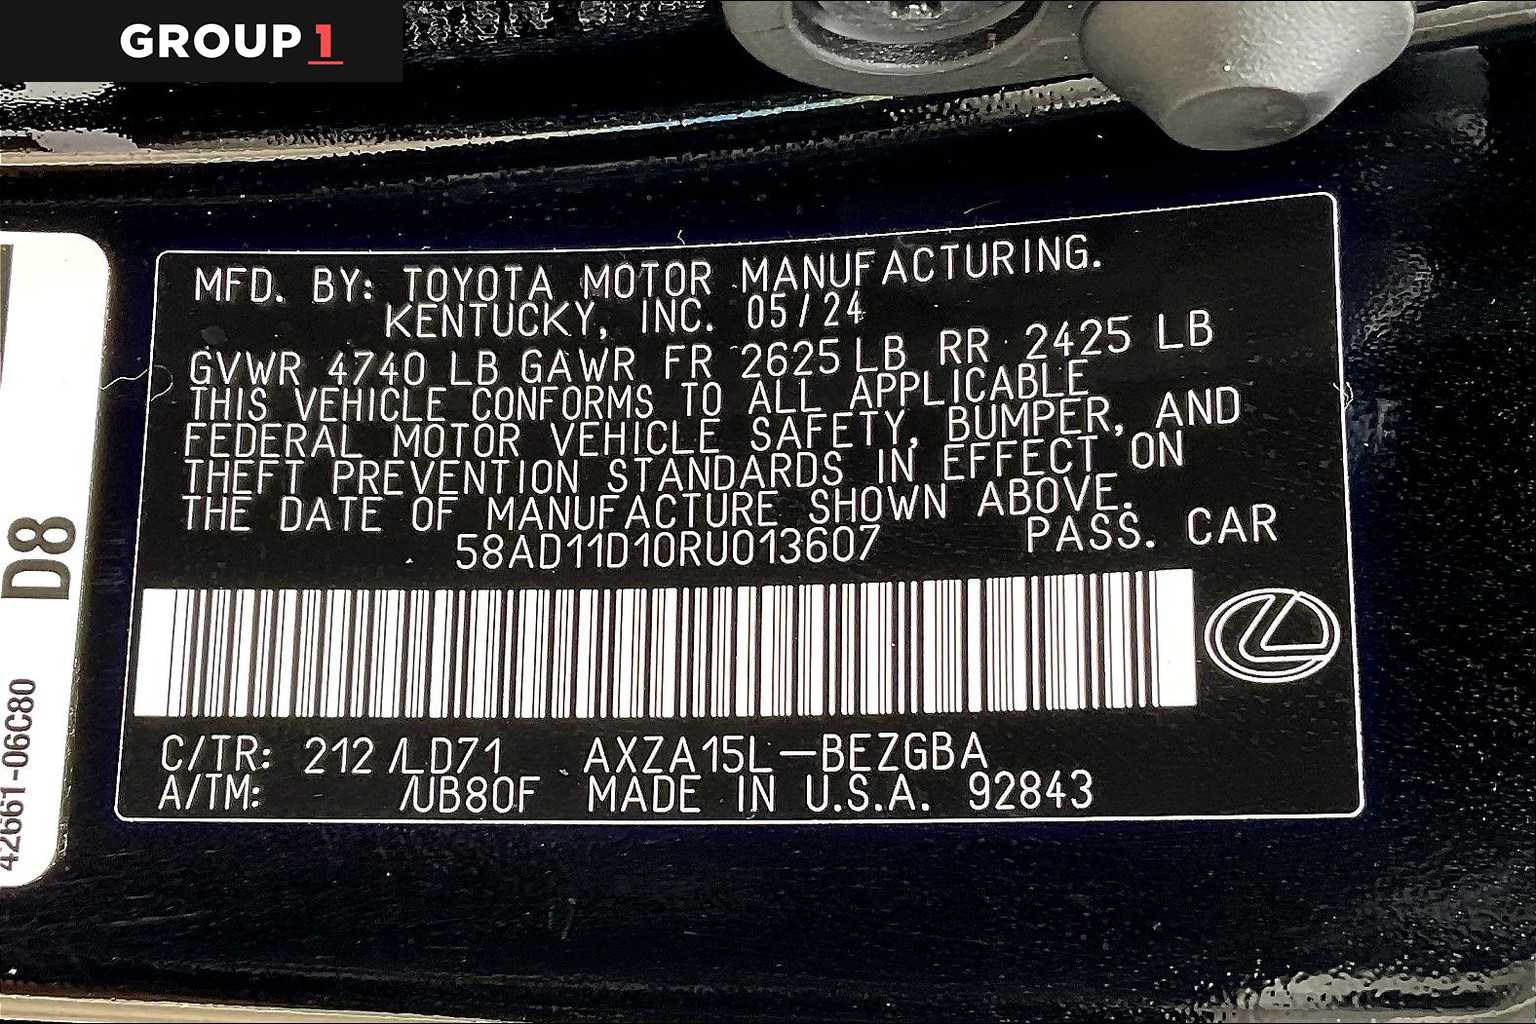 GROUP 1
MFD. BY: TOYOTA MOTOR MANUFACTURING.
KENTUCKY, INC. 05/24
GVWR 4740 LB GAWR FR 2625 LB RR 2425 LB
THIS VEHICLE CONFORMS TO ALL APPLICABLE
FEDERAL MOTOR VEHICLE SAFETY, BUMPER, AND
THEFT PREVENTION STANDARDS IN EFFECT ON
THE DATE OF MANUFACTURE SHOWN ABOVE.
58AD11D10RU013607 PASS. CAR
C/TR: 212 /LD71 AXZA15L-BEZGBA
A/TM: /UB80F MADE IN U.S.A. 92843
D8
42661-06C80